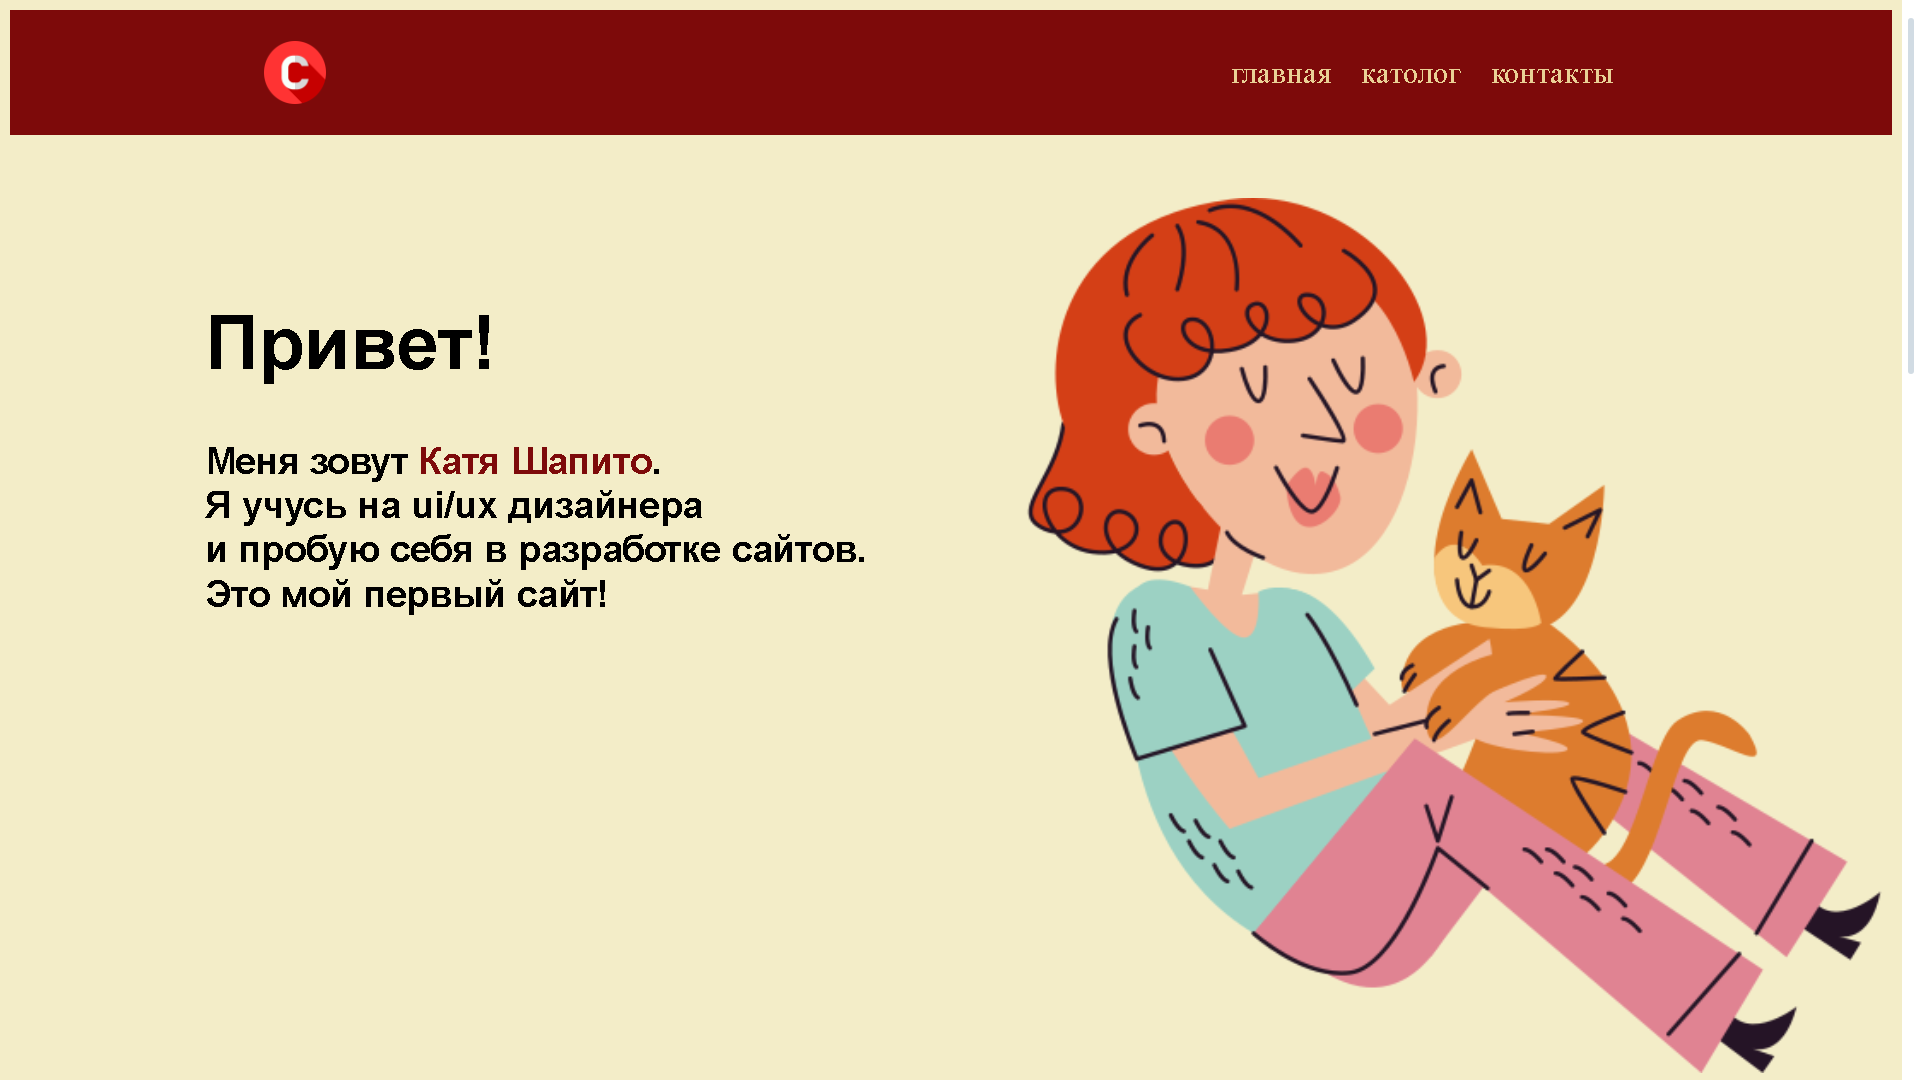 C
главная католог контакты
Привет!
Меня зовут Катя Шапито.
Я учусь на ui/ux дизайнера
и пробую себя в разработке сайтов.
Это мой первый сайт!